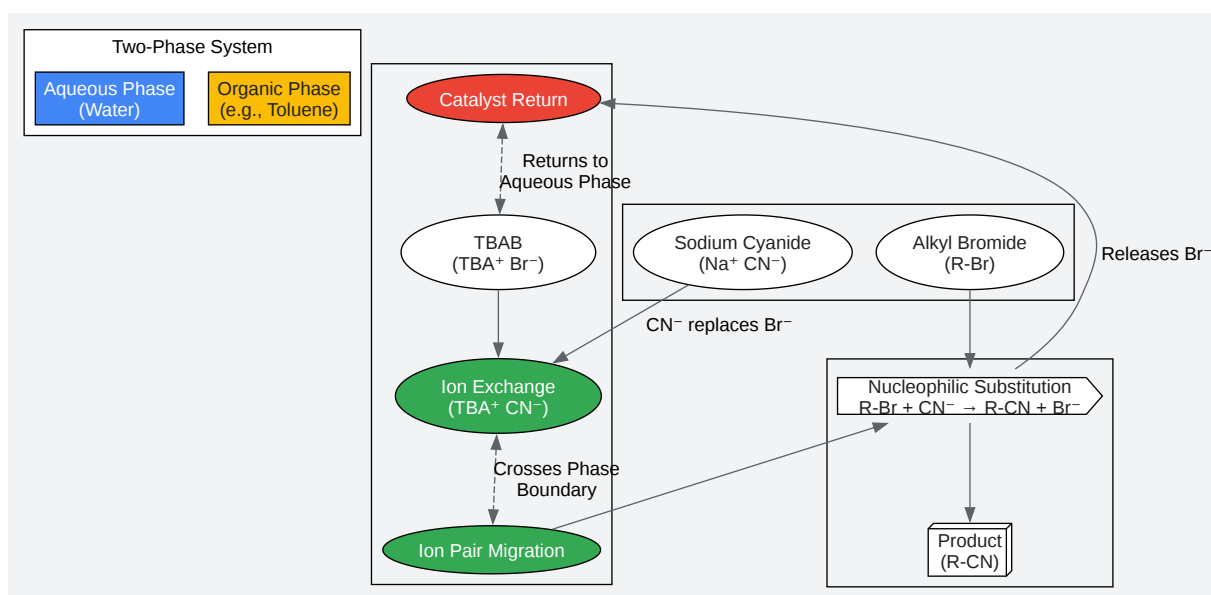 Two-Phase System
Aqueous Phase
(Water)
Organic Phase
(e.g., Toluene)
Catalyst Return
Returns to
Aqueous Phase
TBAB
(TBA⁺ Br⁻)
Sodium Cyanide
(Na⁺ CN⁻)
Alkyl Bromide
(R-Br)
Releases Br⁻
CN⁻ replaces Br⁻
Ion Exchange
(TBA⁺ CN⁻)
Nucleophilic Substitution
R-Br + CN⁻ → R-CN + Br⁻
Crosses Phase
Boundary
Ion Pair Migration
Product
(R-CN)